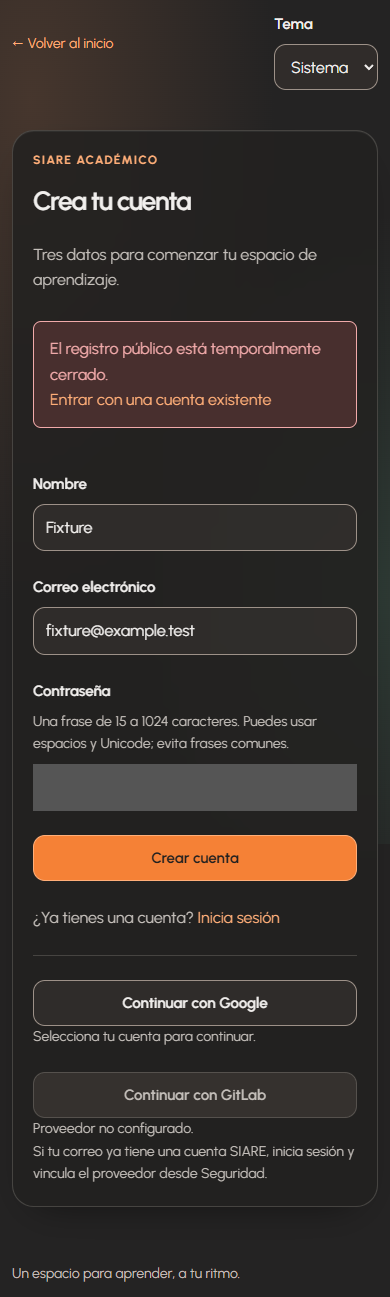 ← Volver al inicio
Tema
Sistema
SIARE ACADÉMICO
Crea tu cuenta
Tres datos para comenzar tu espacio de
aprendizaje.
El registro público está temporalmente
cerrado.
Entrar con una cuenta existente
Nombre
Fixture
Correo electrónico
fixture@example.test
Contraseña
Una frase de 15 a 1024 caracteres. Puedes usar
espacios y Unicode; evita frases comunes.
Crear cuenta
¿Ya tienes una cuenta? Inicia sesión
Continuar con Google
Selecciona tu cuenta para continuar.
Continuar con GitLab
Proveedor no configurado.
Si tu correo ya tiene una cuenta SIARE, inicia sesión y
vincula el proveedor desde Seguridad.
Un espacio para aprender, a tu ritmo.